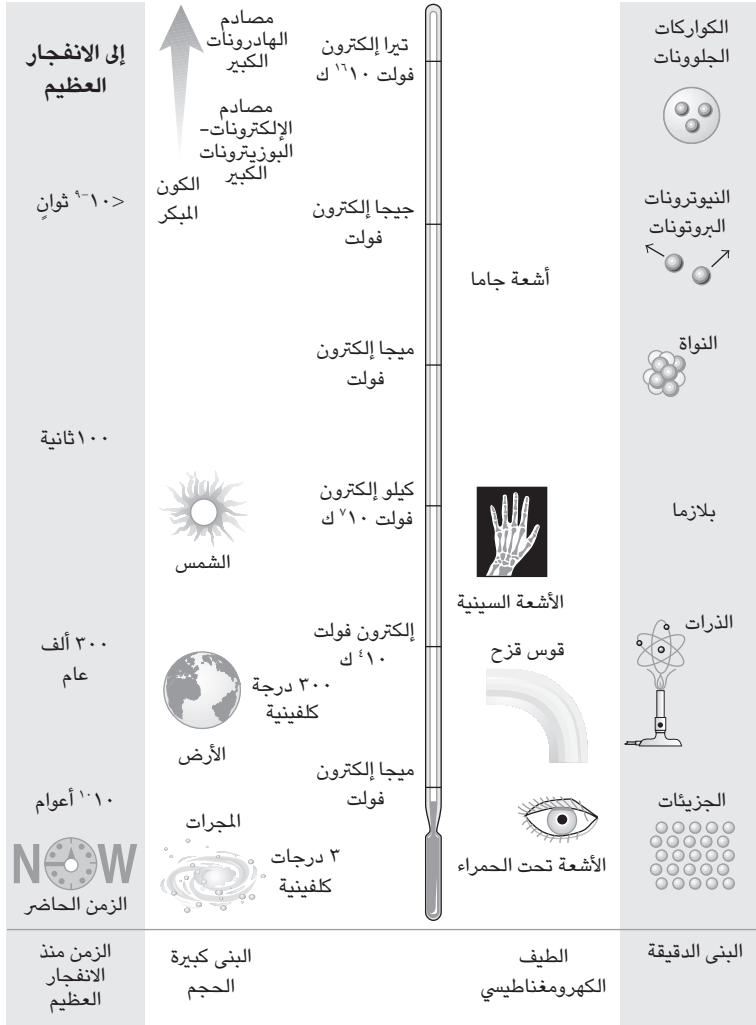 الكواركات
الجلوونات
النيوترونات
البروتونات
النواة
بلازما
الذرات
الجزيئات
البنى الدقيقة
أشعة جاما
الأشعة السينية
قوس قزح
الأشعة تحت الحمراء
الطيف
الكهرومغناطيسي
تيرا إلكترون
فولت ١٠¹⁶ ك
جيجا إلكترون
فولت
ميجا إلكترون
فولت
كيلو إلكترون
فولت ١٠⁷ ك
إلكترون فولت
١٠⁴ ك
ميجا إلكترون
فولت
مصادم
الهادرونات
الكبير
مصادم
الإلكترونات-
البوزيترونات
الكبير
الكون
المبكر
الشمس
٣٠٠ درجة
كلفينية
الأرض
المجرات
٣ درجات
كلفينية
البنى كبيرة
الحجم
إلى الانفجار
العظيم
<١٠⁻⁹ ثوانٍ
١٠٠ ثانية
٣٠٠ ألف
عام
١٠¹⁰ أعوام
NOW
الزمن الحاضر
الزمن منذ
الانفجار
العظيم